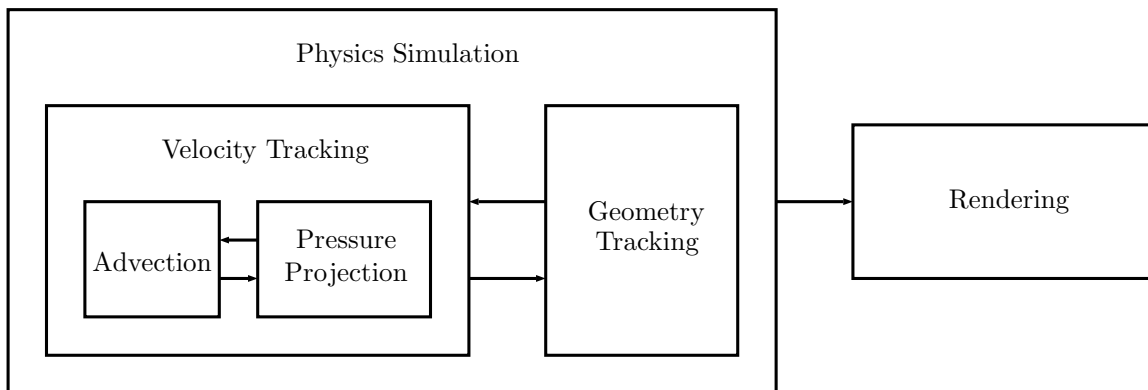 Physics Simulation
Velocity Tracking
Advection
Pressure
Projection
Geometry
Tracking
Rendering